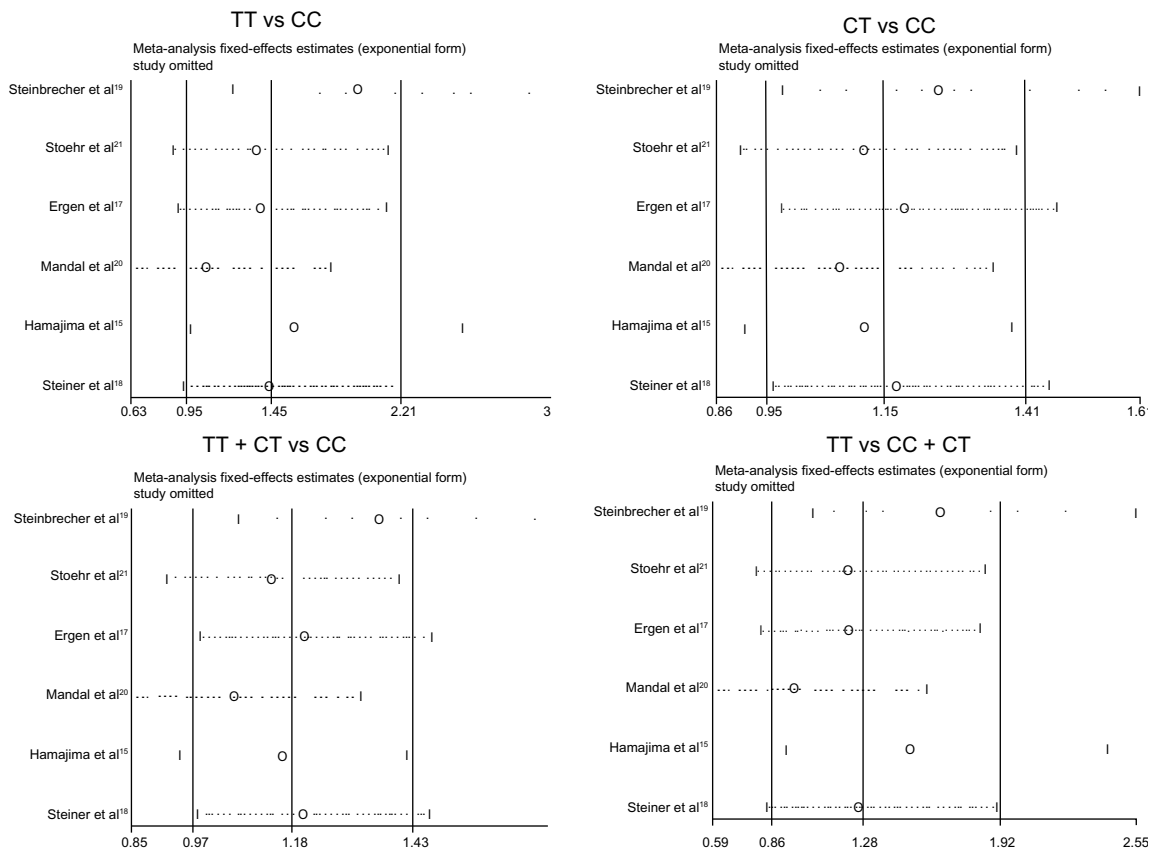 TT vs CC
Meta-analysis fixed-effects estimates (exponential form)
study omitted
Steinbrecher et al¹⁹
Stoehr et al²¹
Ergen et al¹⁷
Mandal et al²⁰
Hamajima et al¹⁵
Steiner et al¹⁸
0.63 0.95 1.45 2.21 3
CT vs CC
Meta-analysis fixed-effects estimates (exponential form)
study omitted
Steinbrecher et al¹⁹
Stoehr et al²¹
Ergen et al¹⁷
Mandal et al²⁰
Hamajima et al¹⁵
Steiner et al¹⁸
0.86 0.95 1.15 1.41 1.61
TT + CT vs CC
Meta-analysis fixed-effects estimates (exponential form)
study omitted
Steinbrecher et al¹⁹
Stoehr et al²¹
Ergen et al¹⁷
Mandal et al²⁰
Hamajima et al¹⁵
Steiner et al¹⁸
0.85 0.97 1.18 1.43
TT vs CC + CT
Meta-analysis fixed-effects estimates (exponential form)
study omitted
Steinbrecher et al¹⁹
Stoehr et al²¹
Ergen et al¹⁷
Mandal et al²⁰
Hamajima et al¹⁵
Steiner et al¹⁸
0.59 0.86 1.28 1.92 2.55